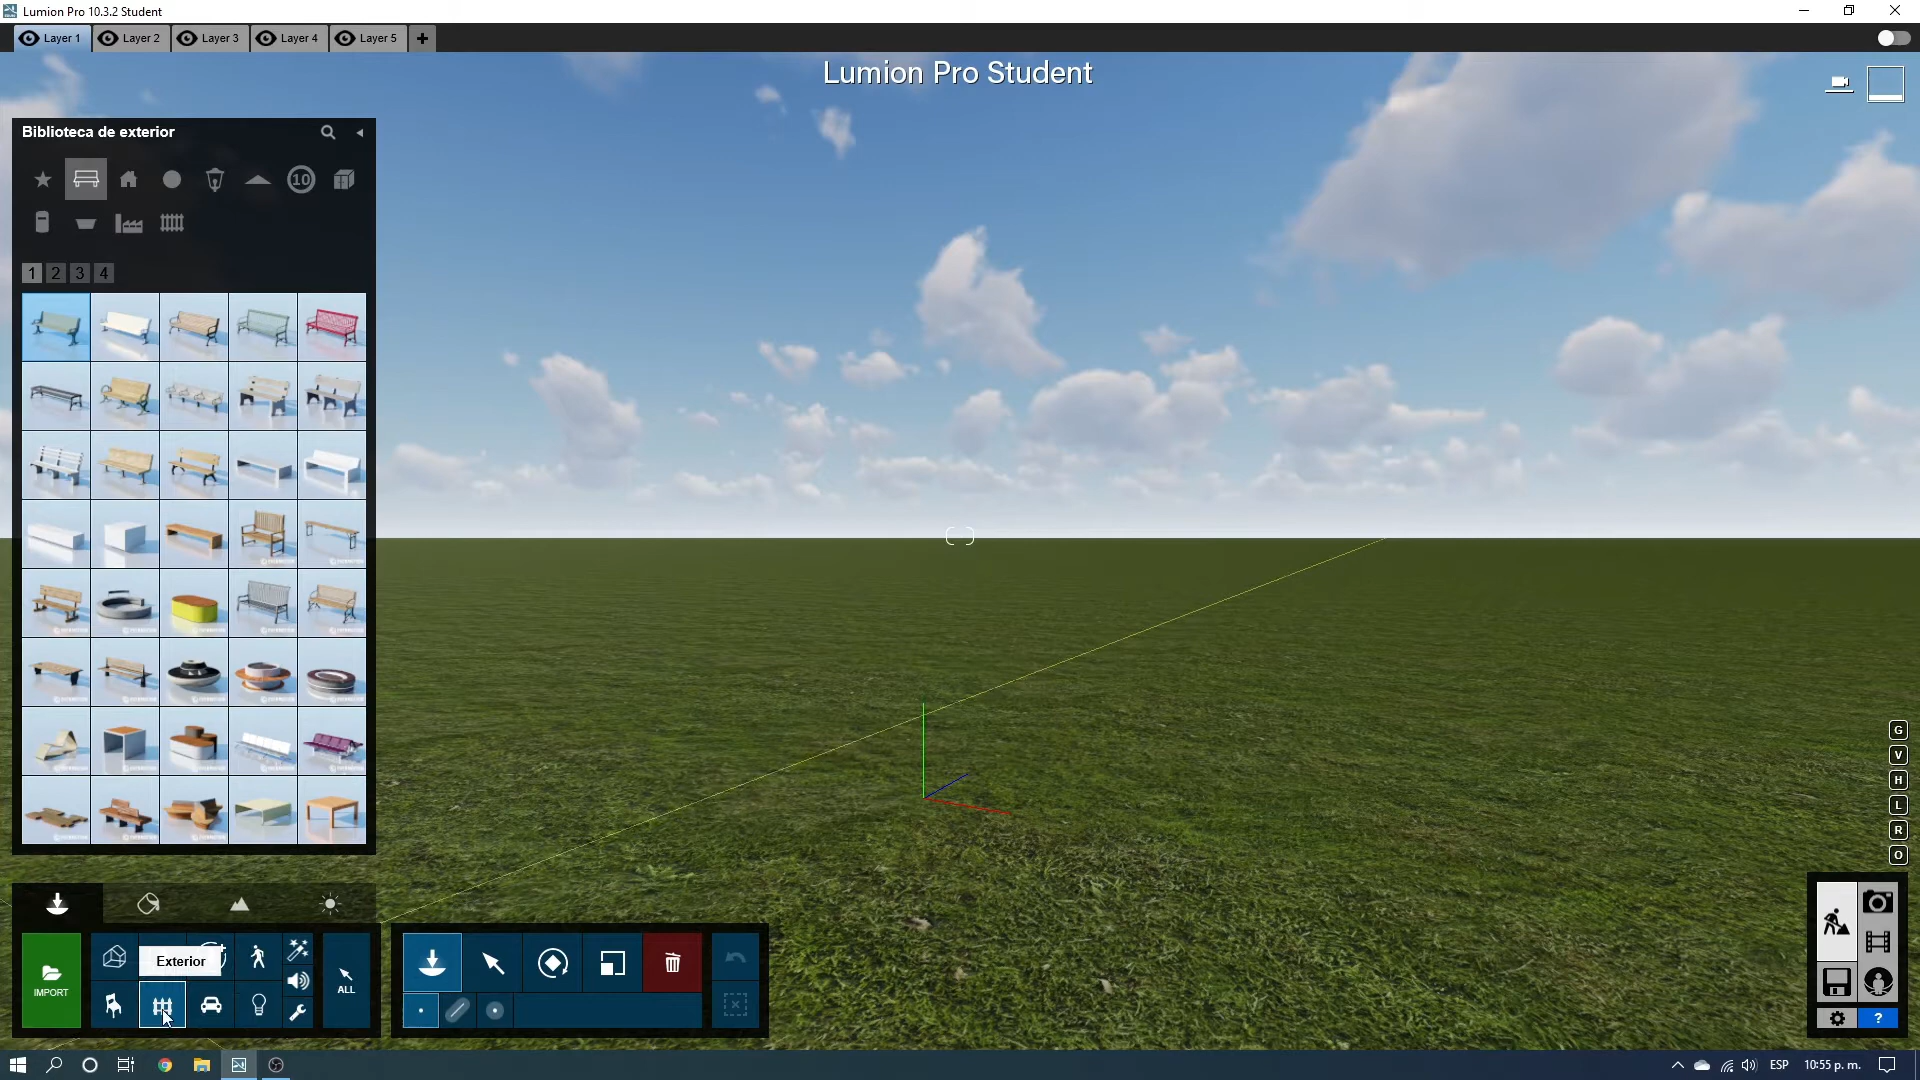 Lumion Pro 10.3.2 Student
Layer 1
Layer 2
Layer 3
Layer 4
Layer 5
Lumion Pro Student
Biblioteca de exterior
10
1 2 3 4
G
V
H
L
R
O
Exterior
IMPORT
ALL
?
ESP
10:55 p. m.